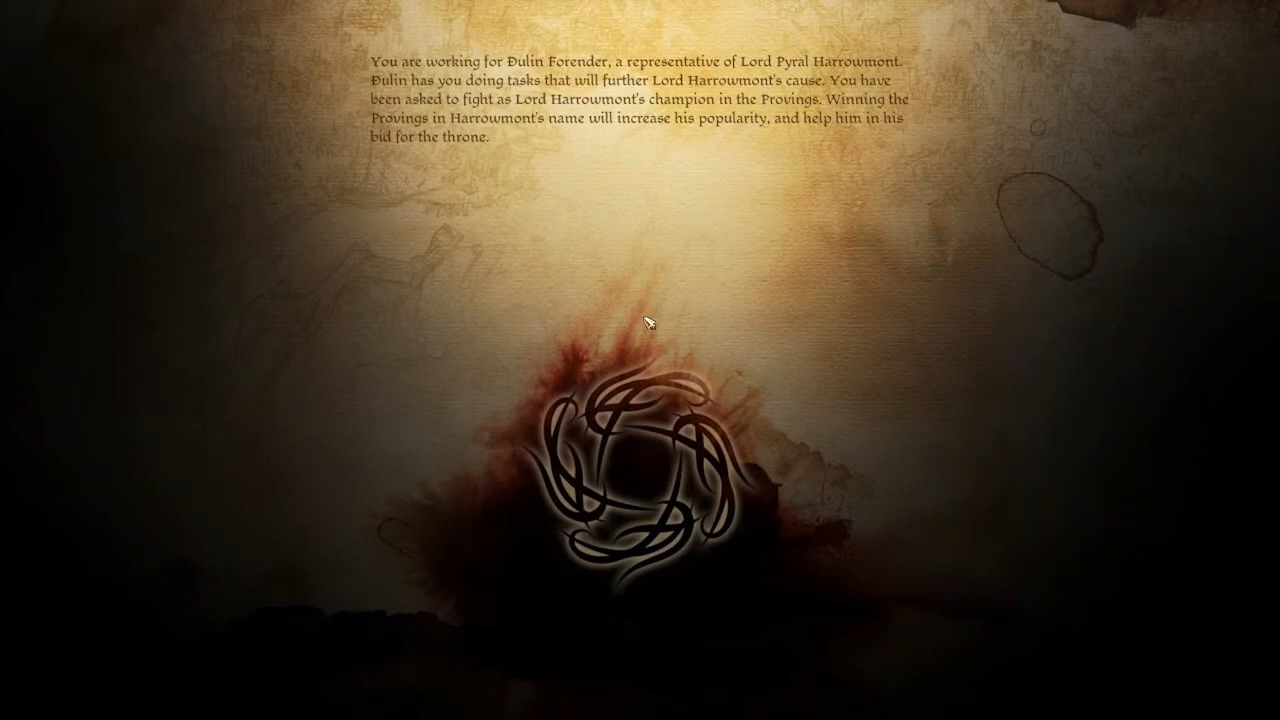 You are working for Đulin Forender, a representative of Lord Pyral Harrowmont.
Đulin has you doing tasks that will further Lord Harrowmont's cause. You have
been asked to fight as Lord Harrowmont's champion in the Provings. Winning the
Provings in Harrowmont's name will increase his popularity, and help him in his
bid for the throne.